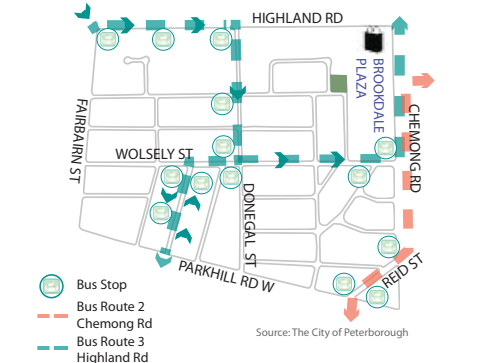 HIGHLAND RD
BROOKDALE
PLAZA
FAIRBAIRN ST
CHEMONG RD
WOLSELY ST
DONEGAL ST
PARKHILL RD W
REID ST
Bus Stop
Bus Route 2
Chemong Rd
Bus Route 3
Highland Rd
Source: The City of Peterborough